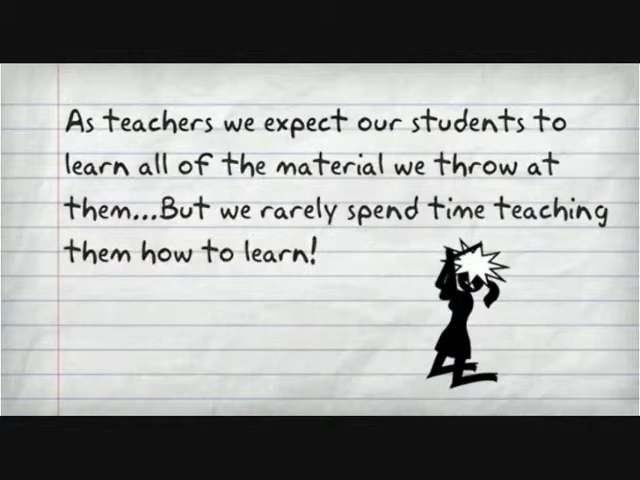 As teachers we expect our students to
learn all of the material we throw at
them...But we rarely spend time teaching
them how to learn!